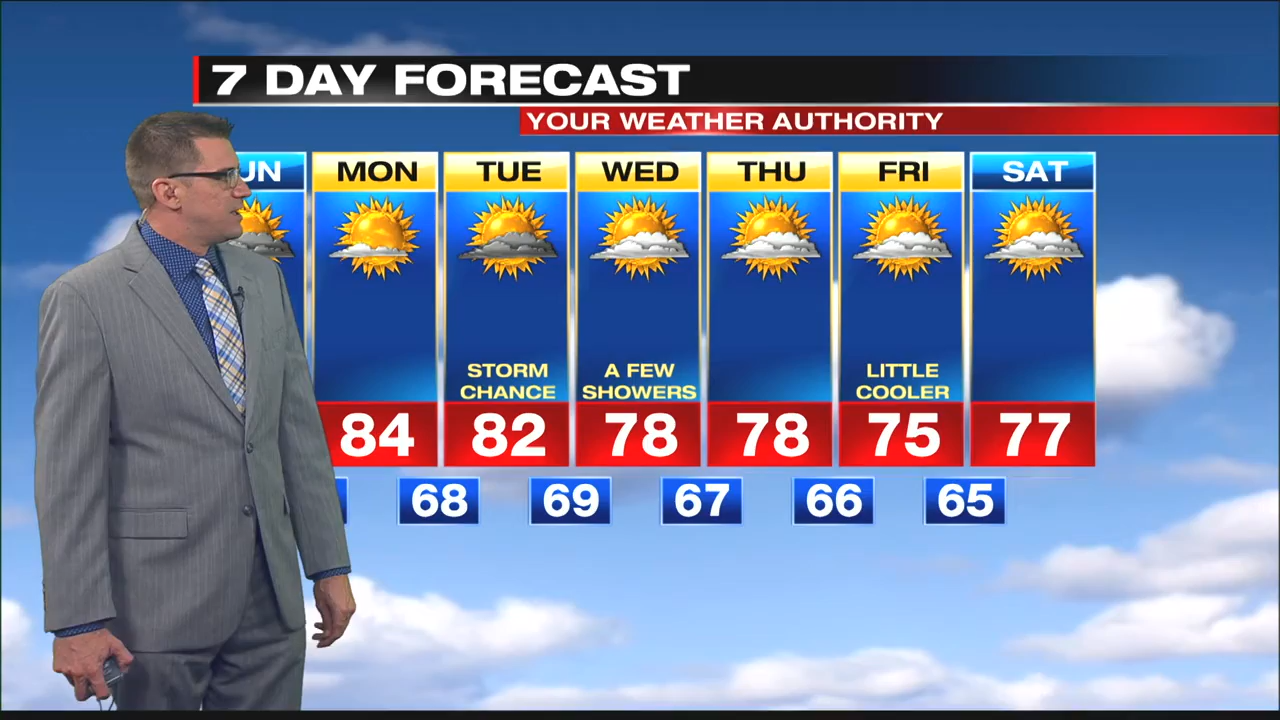 7 DAY FORECAST
YOUR WEATHER AUTHORITY
UN MON TUE WED THU FRI SAT
STORM CHANCE
A FEW SHOWERS
LITTLE COOLER
84 82 78 78 75 77
68 69 67 66 65